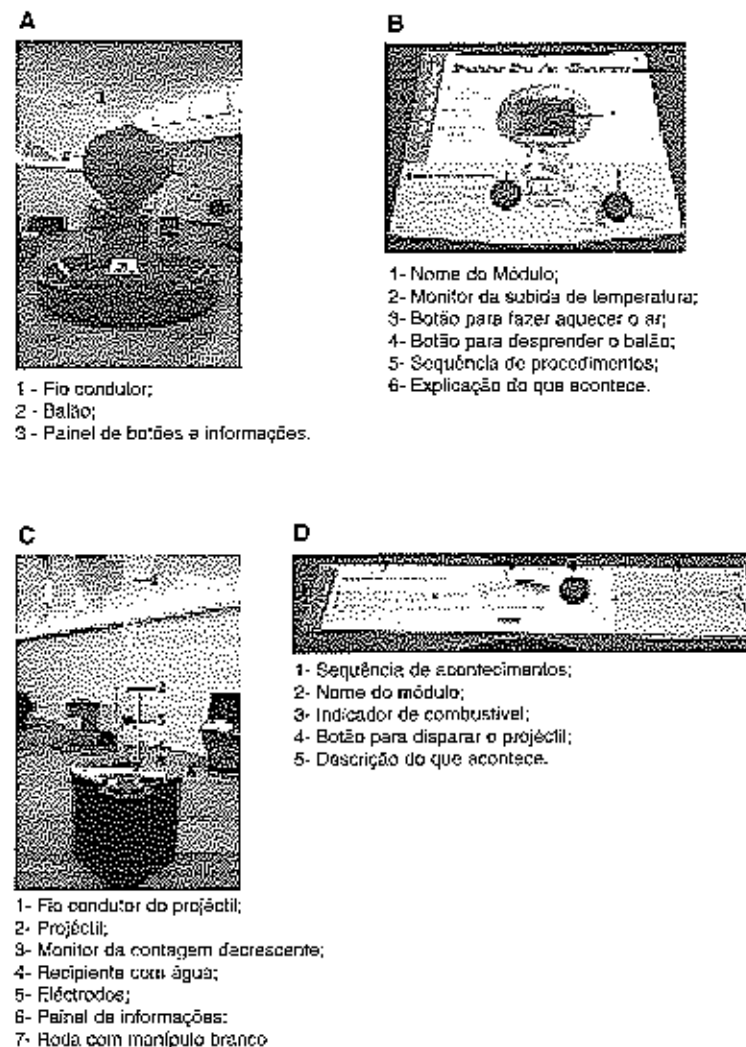 A
1 - Fio condutor;
2 - Balão;
3 - Painel de botões e informações.
B
1- Nome do Módulo;
2- Monitor da subida de temperatura;
3- Botão para fazer aquecer o ar;
4- Botão para desprender o balão;
5- Sequência de procedimentos;
6- Explicação do que acontece.
C
1- Fio condutor do projéctil;
2- Projéctil;
3- Monitor da contagem decrescente;
4- Recipiente com água;
5- Eléctrodos;
6- Painel de informações:
7- Roda com manípulo branco
D
1- Sequência de acontecimentos;
2- Nome do módulo;
3- Indicador de combustível;
4- Botão para disparar o projéctil;
5- Descrição do que acontece.